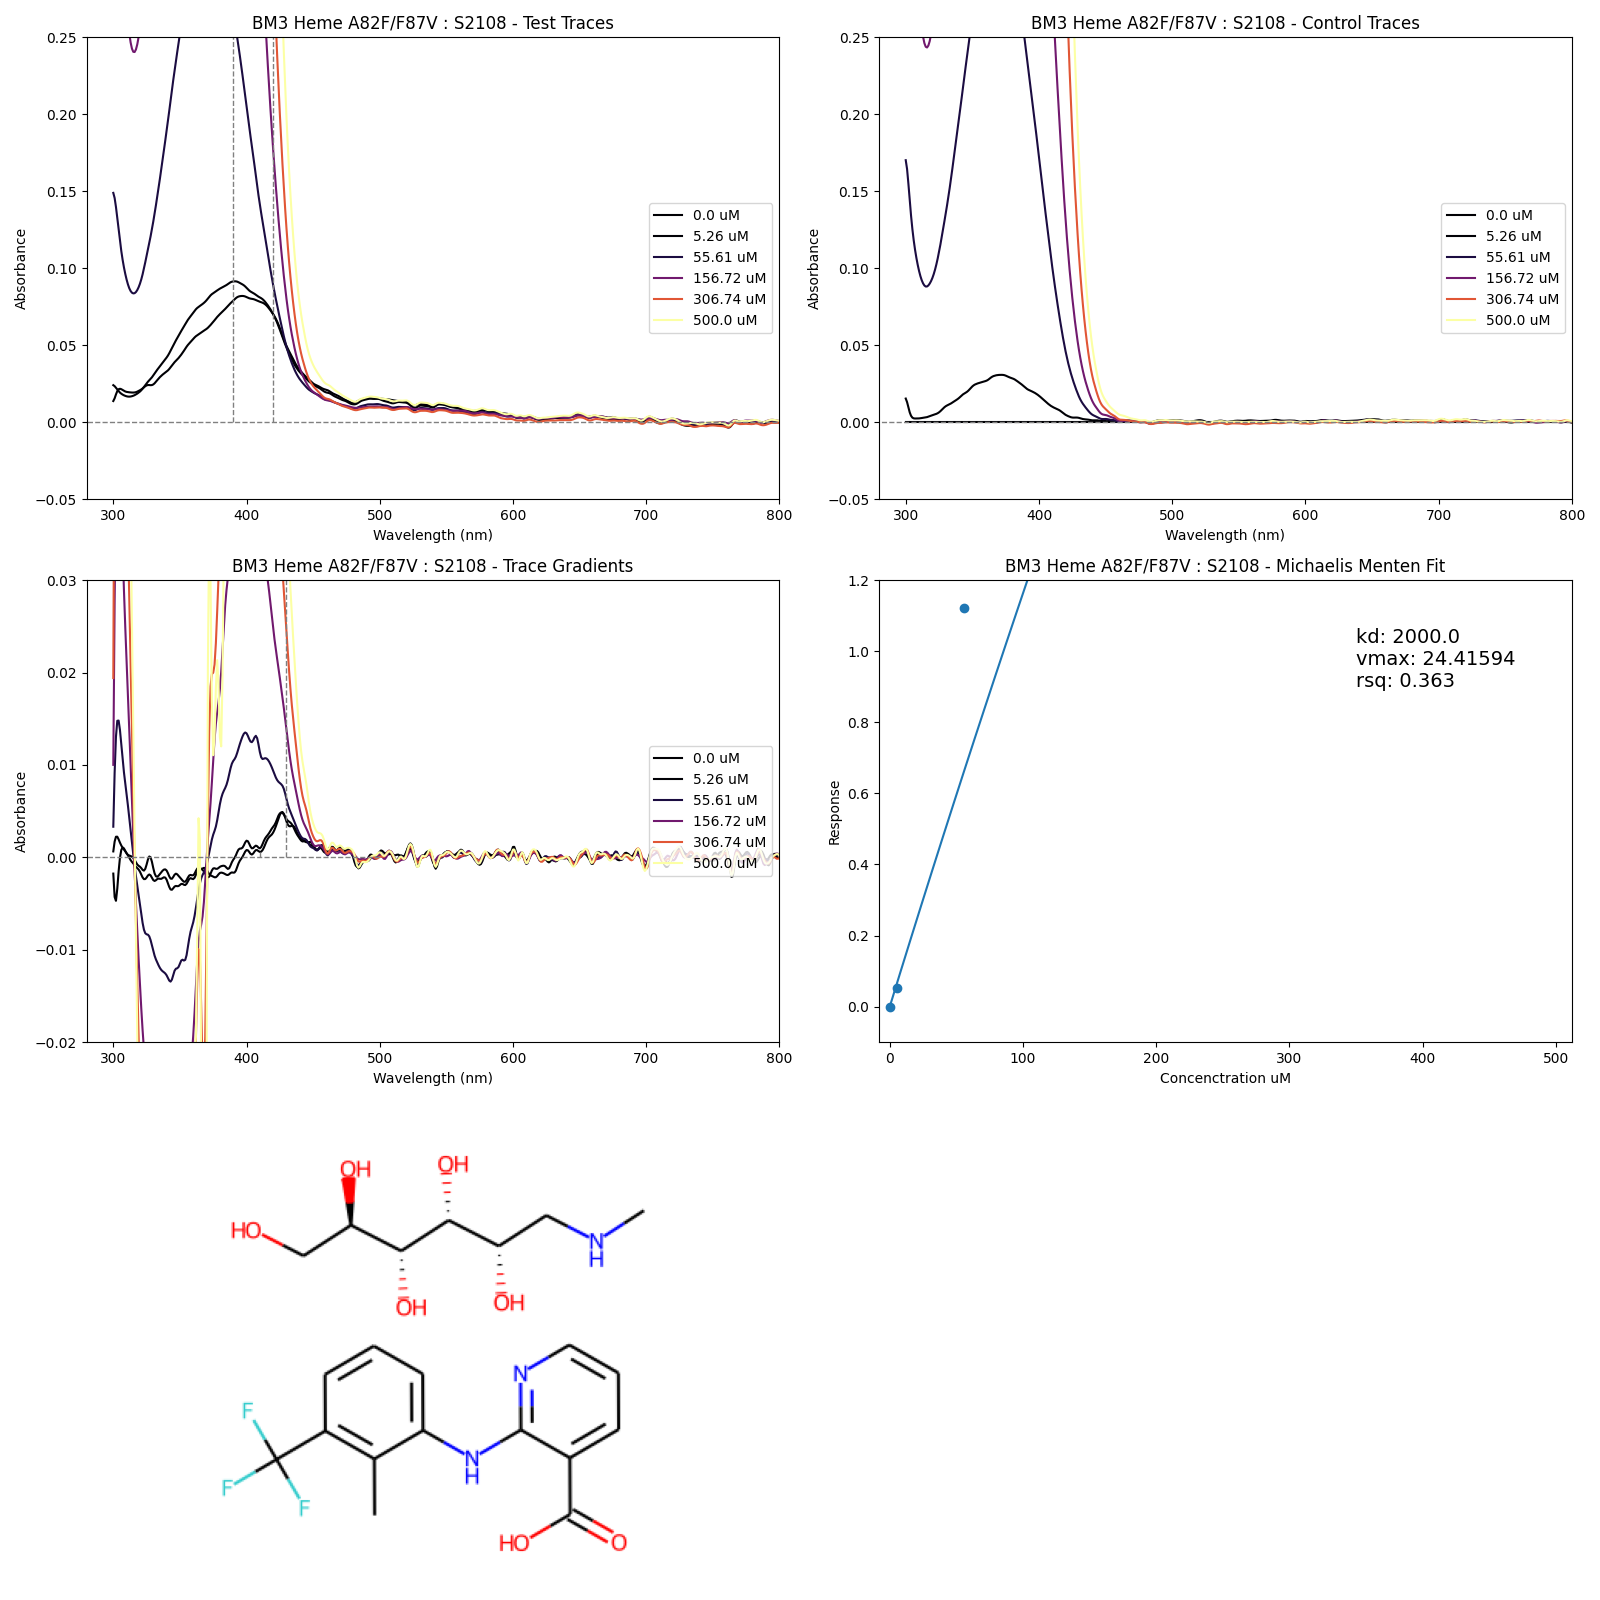 BM3 Heme A82F/F87V : S2108 - Test Traces
0.25
0.20
0.15
0.10
0.05
0.00
−0.05
Absorbance
300 400 500 600 700 800
Wavelength (nm)
0.0 uM
5.26 uM
55.61 uM
156.72 uM
306.74 uM
500.0 uM
BM3 Heme A82F/F87V : S2108 - Control Traces
0.25
0.20
0.15
0.10
0.05
0.00
−0.05
Absorbance
300 400 500 600 700 800
Wavelength (nm)
0.0 uM
5.26 uM
55.61 uM
156.72 uM
306.74 uM
500.0 uM
BM3 Heme A82F/F87V : S2108 - Trace Gradients
0.03
0.02
0.01
0.00
−0.01
−0.02
Absorbance
300 400 500 600 700 800
Wavelength (nm)
0.0 uM
5.26 uM
55.61 uM
156.72 uM
306.74 uM
500.0 uM
BM3 Heme A82F/F87V : S2108 - Michaelis Menten Fit
1.2
1.0
0.8
0.6
0.4
0.2
0.0
Response
0 100 200 300 400 500
Concenctration uM
kd: 2000.0
vmax: 24.41594
rsq: 0.363
OH
OH
HO
N
H
OH
OH
N
F
F
F
N
H
HO
O